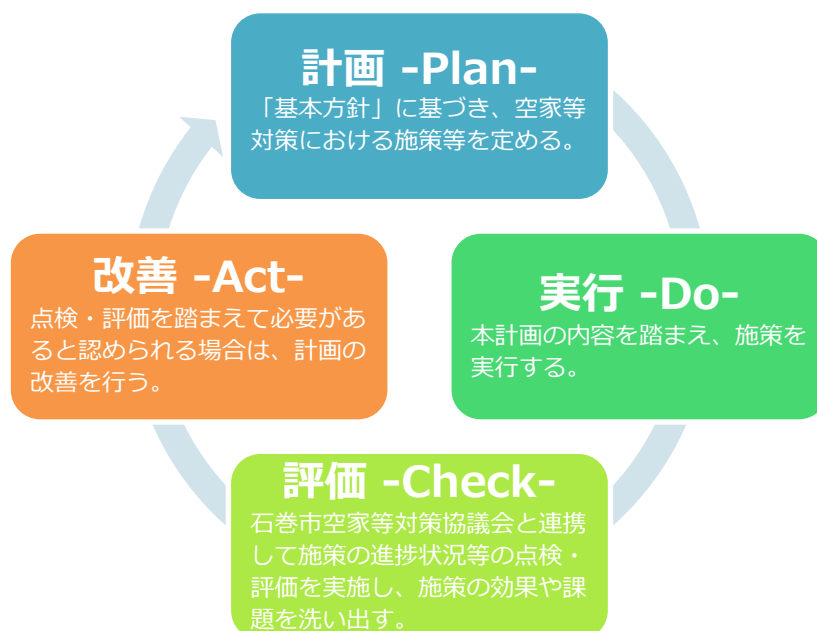 計画 -Plan-
「基本方針」に基づき、空家等
対策における施策等を定める。
実行 -Do-
本計画の内容を踏まえ、施策を
実行する。
評価 -Check-
石巻市空家等対策協議会と連携
して施策の進捗状況等の点検・
評価を実施し、施策の効果や課
題を洗い出す。
改善 -Act-
点検・評価を踏まえて必要があ
ると認められる場合は、計画の
改善を行う。